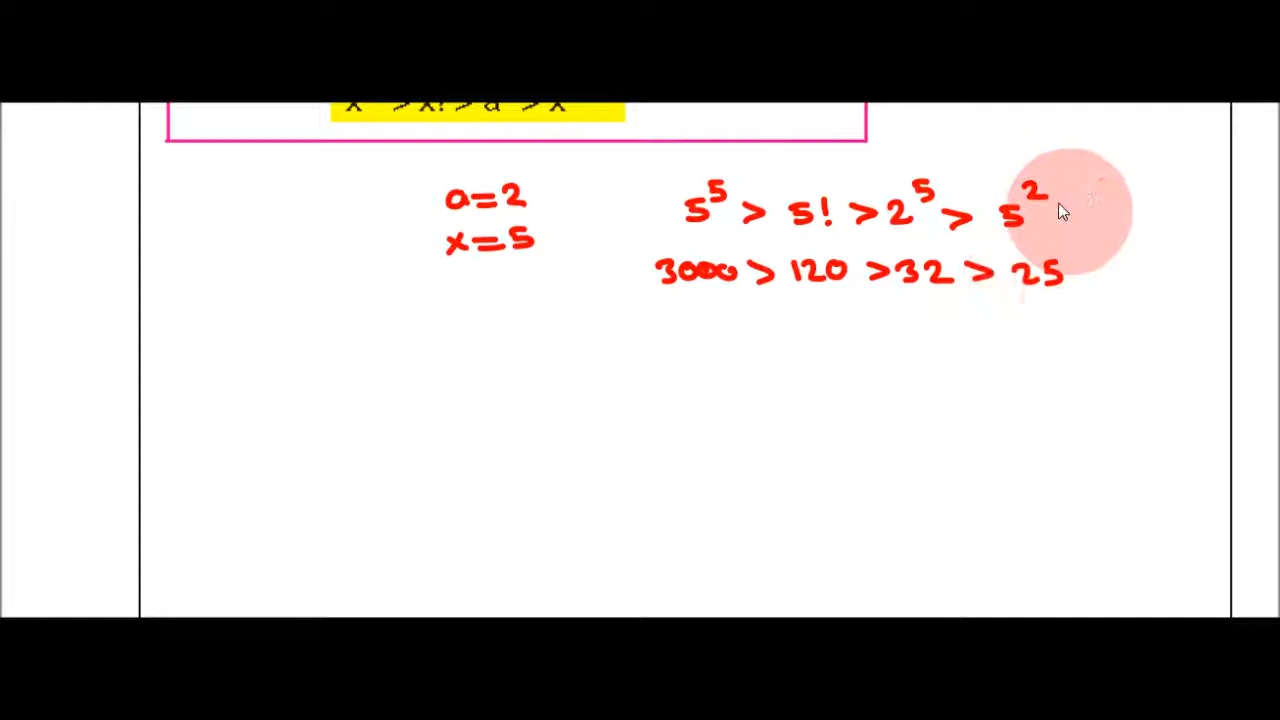 x > x! > a > x
a=2 5⁵ > 5! > 2⁵ > 5²
x=5
3000 > 120 > 32 > 25